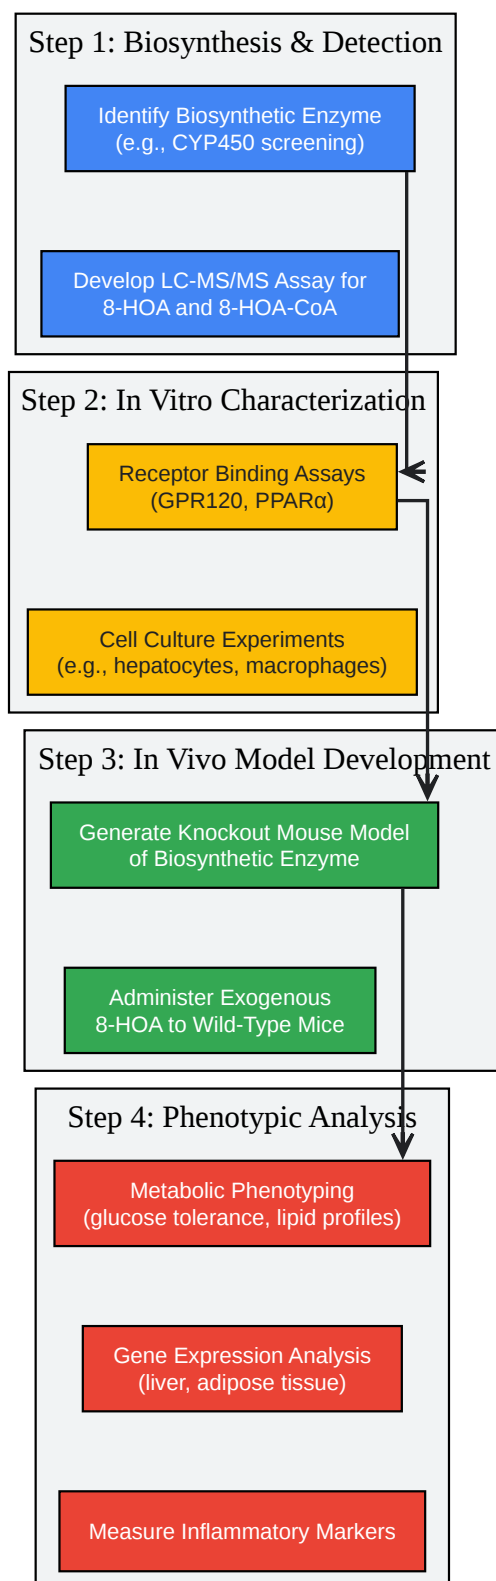 Step 1: Biosynthesis & Detection
Identify Biosynthetic Enzyme
(e.g., CYP450 screening)
Develop LC-MS/MS Assay for
8-HOA and 8-HOA-CoA
Step 2: In Vitro Characterization
Receptor Binding Assays
(GPR120, PPARα)
Cell Culture Experiments
(e.g., hepatocytes, macrophages)
Step 3: In Vivo Model Development
Generate Knockout Mouse Model
of Biosynthetic Enzyme
Administer Exogenous
8-HOA to Wild-Type Mice
Step 4: Phenotypic Analysis
Metabolic Phenotyping
(glucose tolerance, lipid profiles)
Gene Expression Analysis
(liver, adipose tissue)
Measure Inflammatory Markers